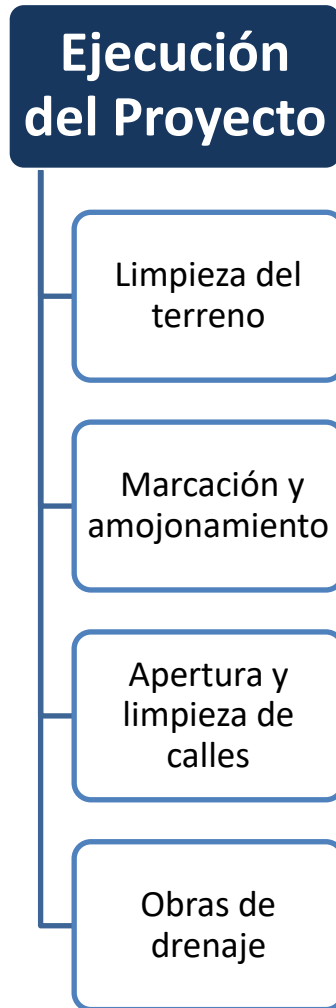 Ejecución
del Proyecto
Limpieza del
terreno
Marcación y
amojonamiento
Apertura y
limpieza de
calles
Obras de
drenaje